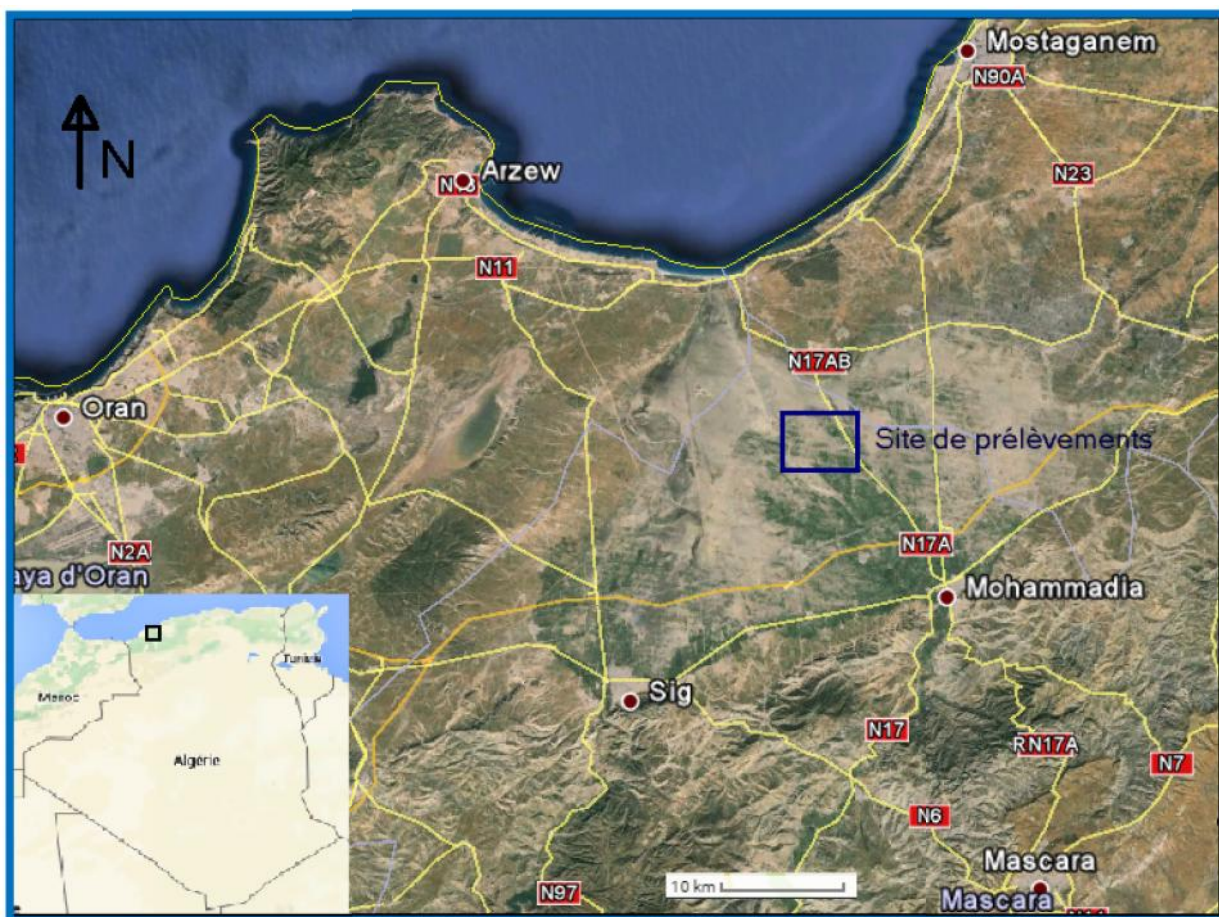 Mostaganem
N90A
N
Arzew
N23
N11
N17AB
Oran
Site de prélèvements
N2A
N17A
aya d'Oran
Mohammadia
Tunisie
Maroc
Sig
Algérie
N17
RN17A
N7
N6
Mascara
10 km
N97
Mascara